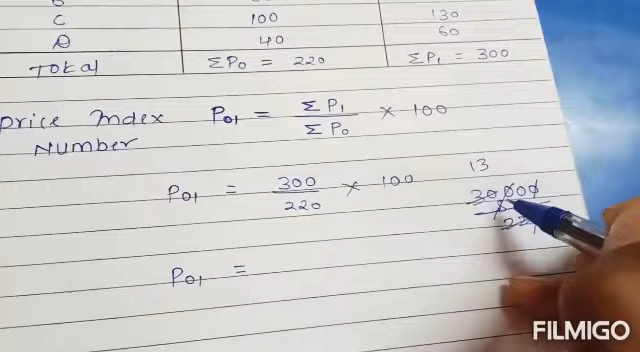 C 100 130
D 40 60
Total ΣP0 = 220 ΣP1 = 300
Price Index Number P01 = ΣP1 / ΣP0 × 100
P01 = 300 / 220 × 100
13
30000
P01 =
FILMIGO